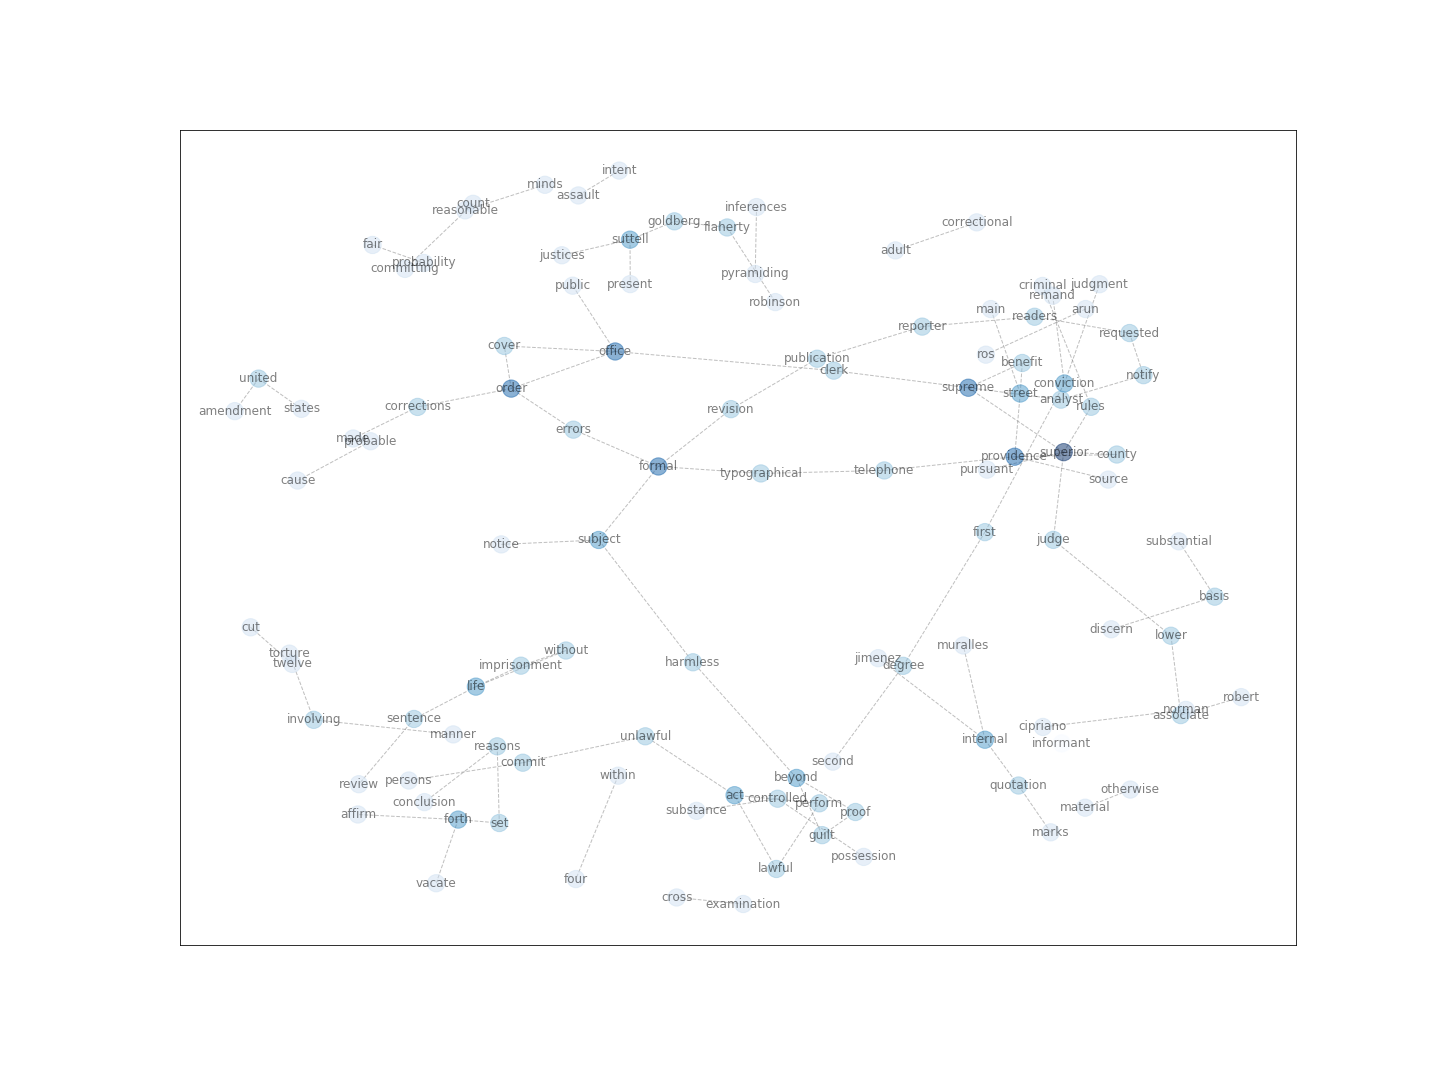 intent
minds
assault
count
reasonable
inferences
goldberg
flaherty
correctional
suttell
fair
adult
justices
probability
committing
pyramiding
public
present
criminal
judgment
remand
robinson
main
arun
readers
reporter
requested
cover
office
ros
publication
benefit
clerk
united
notify
order
supreme
conviction
street
analyst
corrections
rules
states
amendment
revision
errors
made
probable
superior
county
providence
formal
pursuant
telephone
typographical
cause
source
first
subject
judge
substantial
notice
basis
cut
discern
lower
muralles
without
torture
jimenez
twelve
harmless
imprisonment
degree
life
robert
norman
associate
sentence
involving
cipriano
manner
unlawful
internal
informant
reasons
second
commit
within
beyond
persons
review
quotation
otherwise
act
controlled
conclusion
perform
material
substance
proof
affirm
forth
set
marks
guilt
possession
lawful
four
vacate
cross
examination